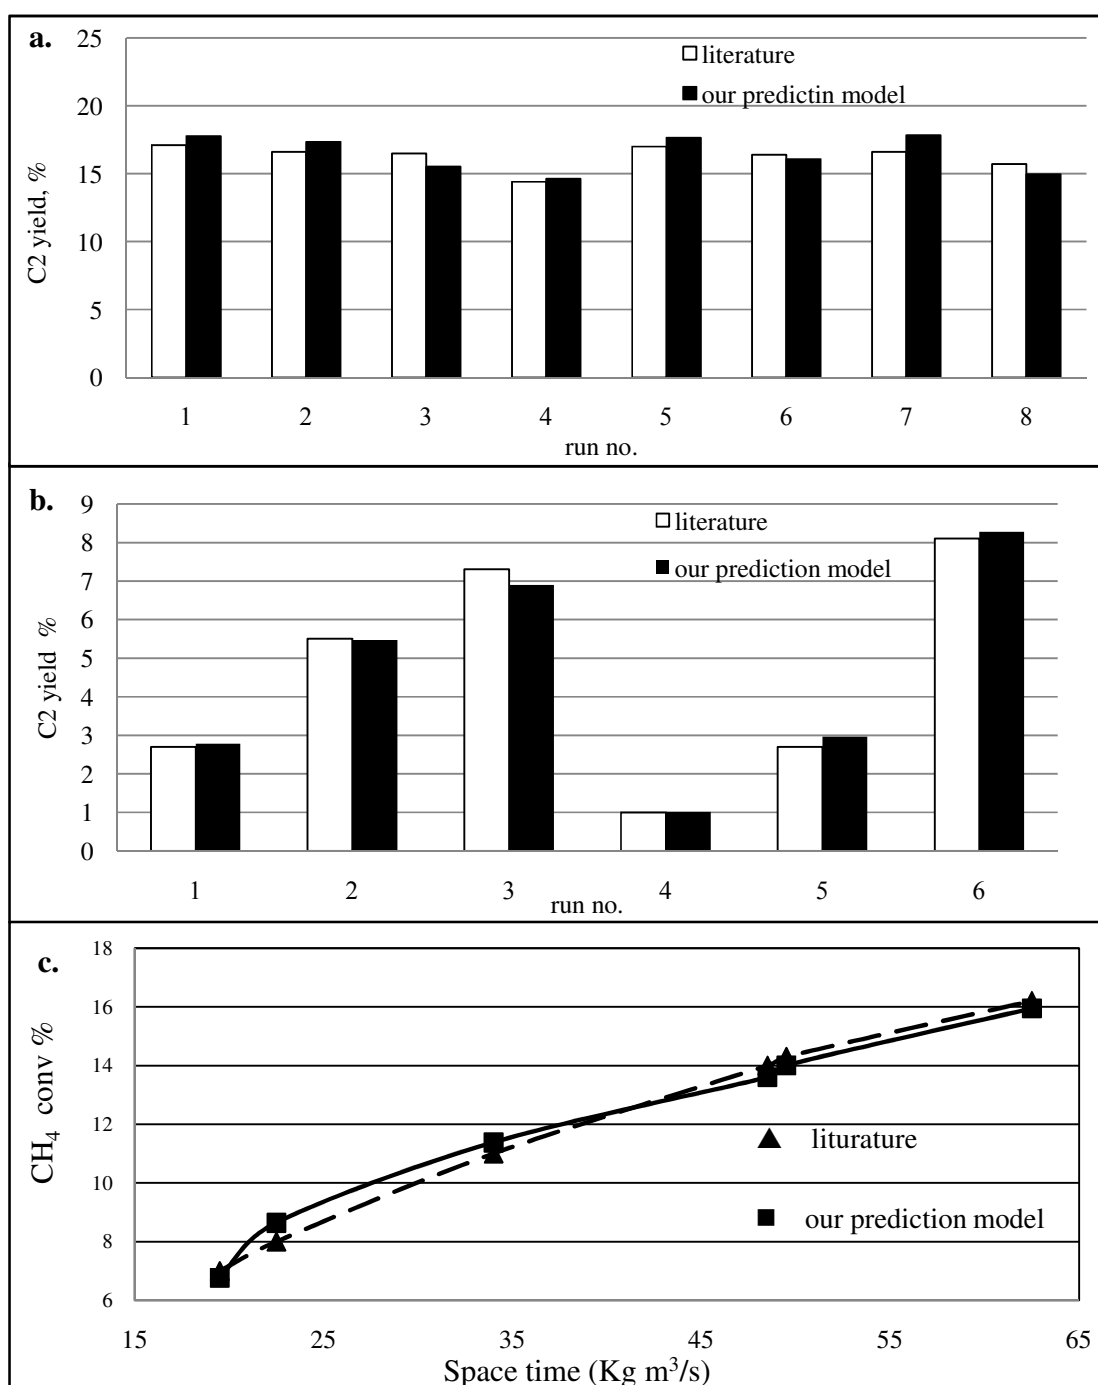 a.
25
20
15
10
5
0
C2 yield, %
literature
our predictin model
1 2 3 4 5 6 7 8
run no.
b.
9
8
7
6
5
4
3
2
1
0
C2 yield %
literature
our prediction model
1 2 3 4 5 6
run no.
c.
18
16
14
12
10
8
6
CH₄ conv %
liturature
our prediction model
15 25 35 45 55 65
Space time (Kg m³/s)